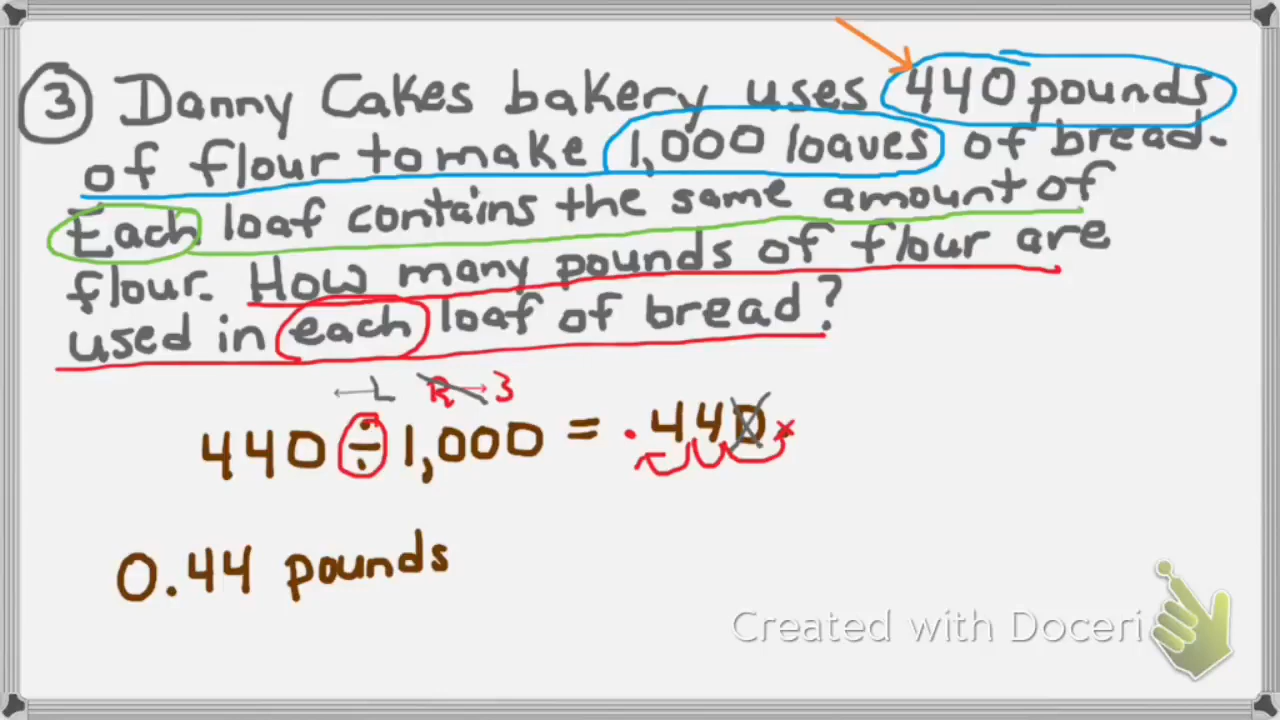 3 Danny Cakes bakery uses 440 pounds
of flour to make 1,000 loaves of bread.
Each loaf contains the same amount of
flour. How many pounds of flour are
used in each loaf of bread?
L R 3
440 ÷ 1,000 = .440
0.44 pounds
Created with Doceri